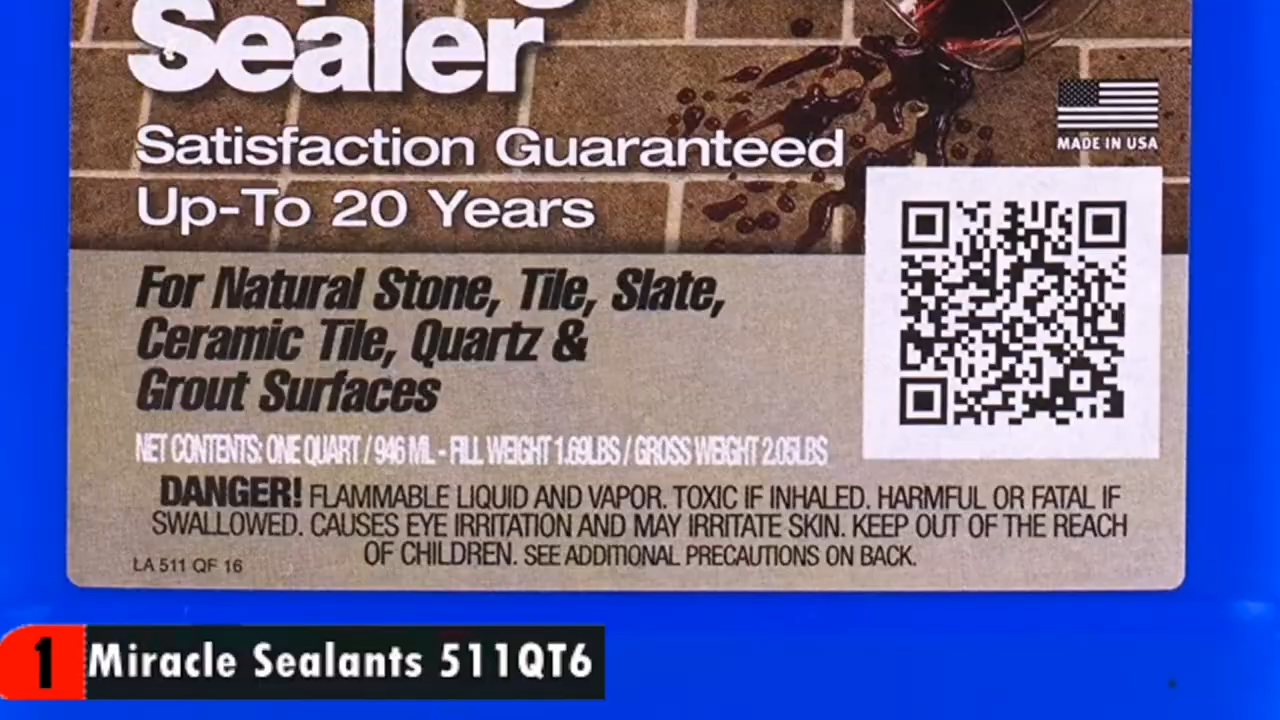 Sealer
MADE IN USA
Satisfaction Guaranteed
Up-To 20 Years
For Natural Stone, Tile, Slate,
Ceramic Tile, Quartz &
Grout Surfaces
NET CONTENTS: ONE QUART / 946 ML - FILL WEIGHT 1.69LBS / GROSS WEIGHT 2.05LBS
DANGER! FLAMMABLE LIQUID AND VAPOR. TOXIC IF INHALED. HARMFUL OR FATAL IF
SWALLOWED. CAUSES EYE IRRITATION AND MAY IRRITATE SKIN. KEEP OUT OF THE REACH
OF CHILDREN. SEE ADDITIONAL PRECAUTIONS ON BACK.
LA 511 QF 16
1 Miracle Sealants 511QT6